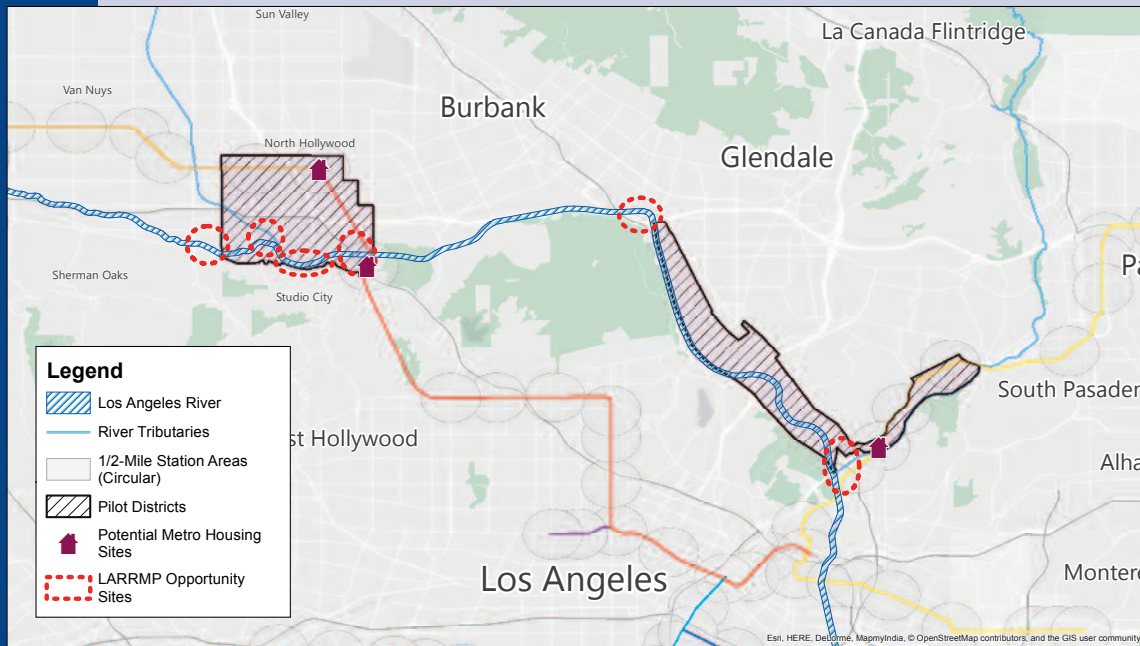 Sun Valley
La Canada Flintridge
Van Nuys
Burbank
North Hollywood
Glendale
Pa
Sherman Oaks
Studio City
Legend
Los Angeles River
River Tributaries
1/2-Mile Station Areas
(Circular)
Pilot Districts
Potential Metro Housing
Sites
LARRMP Opportunity
Sites
st Hollywood
South Pasader
Alha
Los Angeles
Montere
Esri, HERE, DeLorme, MapmyIndia, © OpenStreetMap contributors, and the GIS user community